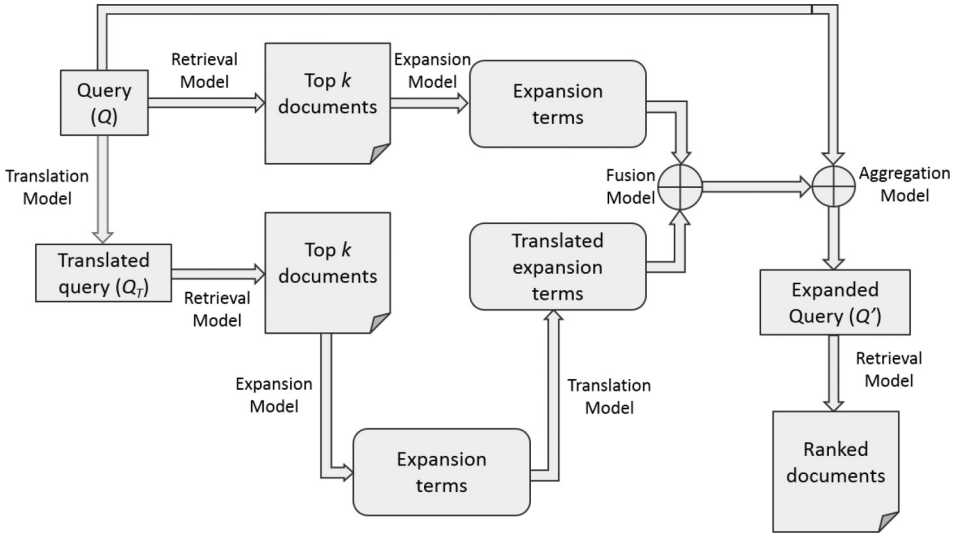 Query
(Q)
Retrieval
Model
Top k
documents
Expansion
Model
Expansion
terms
Translation
Model
Fusion
Model
Aggregation
Model
Translated
query (QT)
Retrieval
Model
Top k
documents
Translated
expansion
terms
Expanded
Query (Q’)
Expansion
Model
Translation
Model
Retrieval
Model
Expansion
terms
Ranked
documents